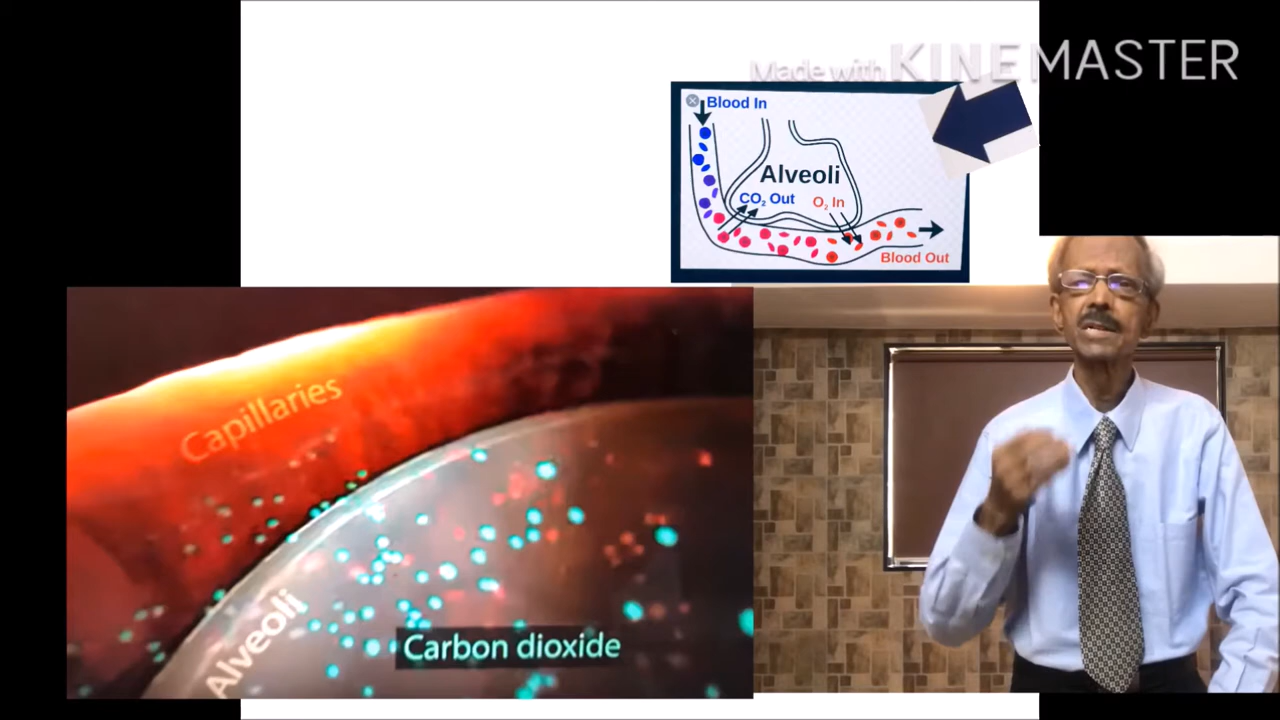 Made with KINEMASTER
Blood In
Alveoli
CO₂ Out
O₂ In
Blood Out
Capillaries
Alveoli
Carbon dioxide